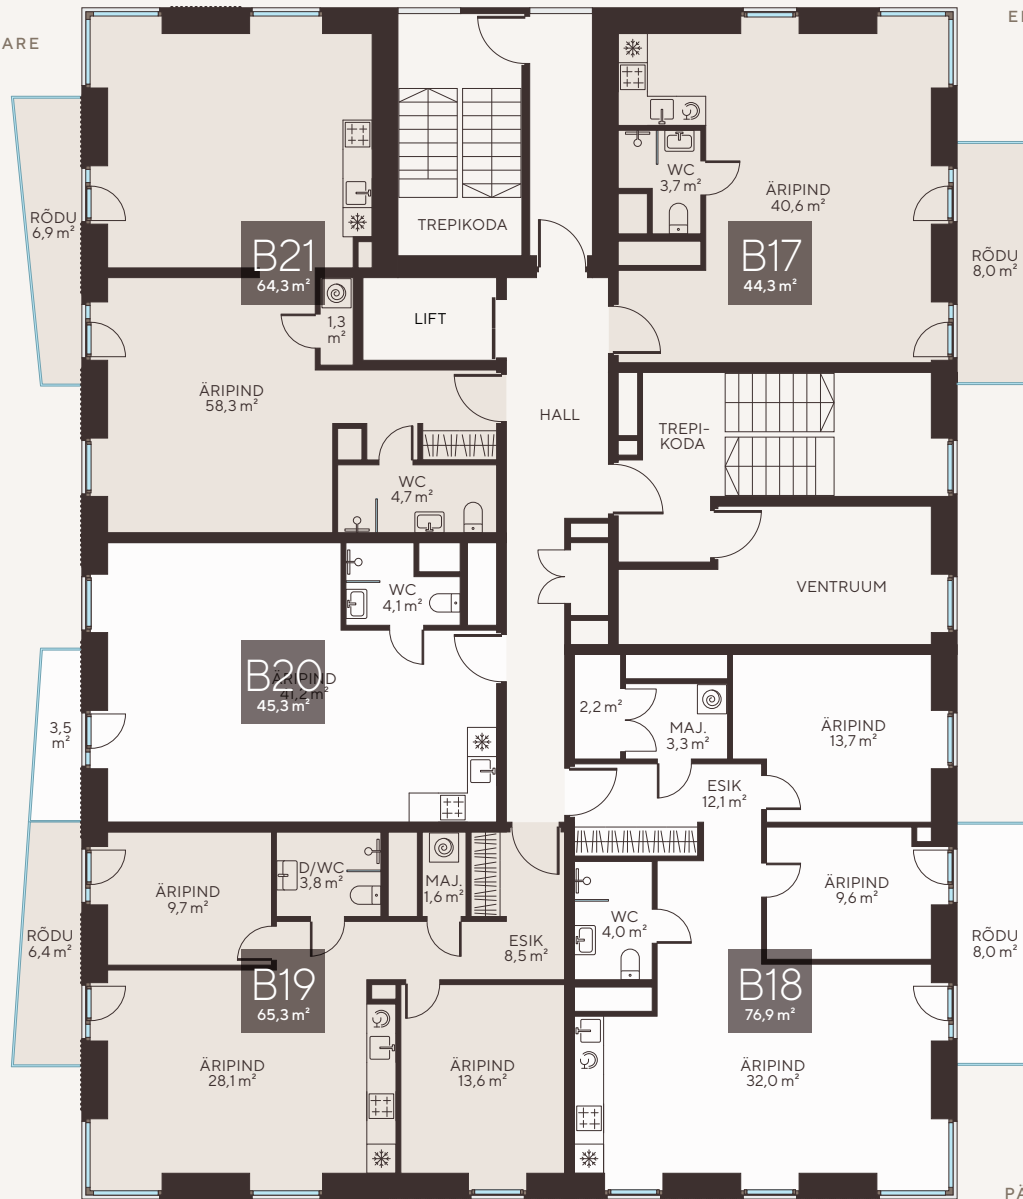 ARE
RÕDU
6,9 m²
B21
64,3 m²
TREPIKODA
WC
3,7 m²
ÄRIPIND
40,6 m²
B17
44,3 m²
RÕDU
8,0 m²
1,3
m²
LIFT
ÄRIPIND
58,3 m²
HALL
TREPI-
KODA
WC
4,7 m²
VENTRUUM
WC
4,1 m²
ÄRIPIND
41,2 m²
B20
45,3 m²
3,5
m²
2,2 m²
MAJ.
3,3 m²
ÄRIPIND
13,7 m²
ESIK
12,1 m²
D/WC
3,8 m²
MAJ.
1,6 m²
ÄRIPIND
9,7 m²
ÄRIPIND
9,6 m²
WC
4,0 m²
RÕDU
6,4 m²
ESIK
8,5 m²
RÕDU
8,0 m²
B19
65,3 m²
B18
76,9 m²
ÄRIPIND
28,1 m²
ÄRIPIND
13,6 m²
ÄRIPIND
32,0 m²